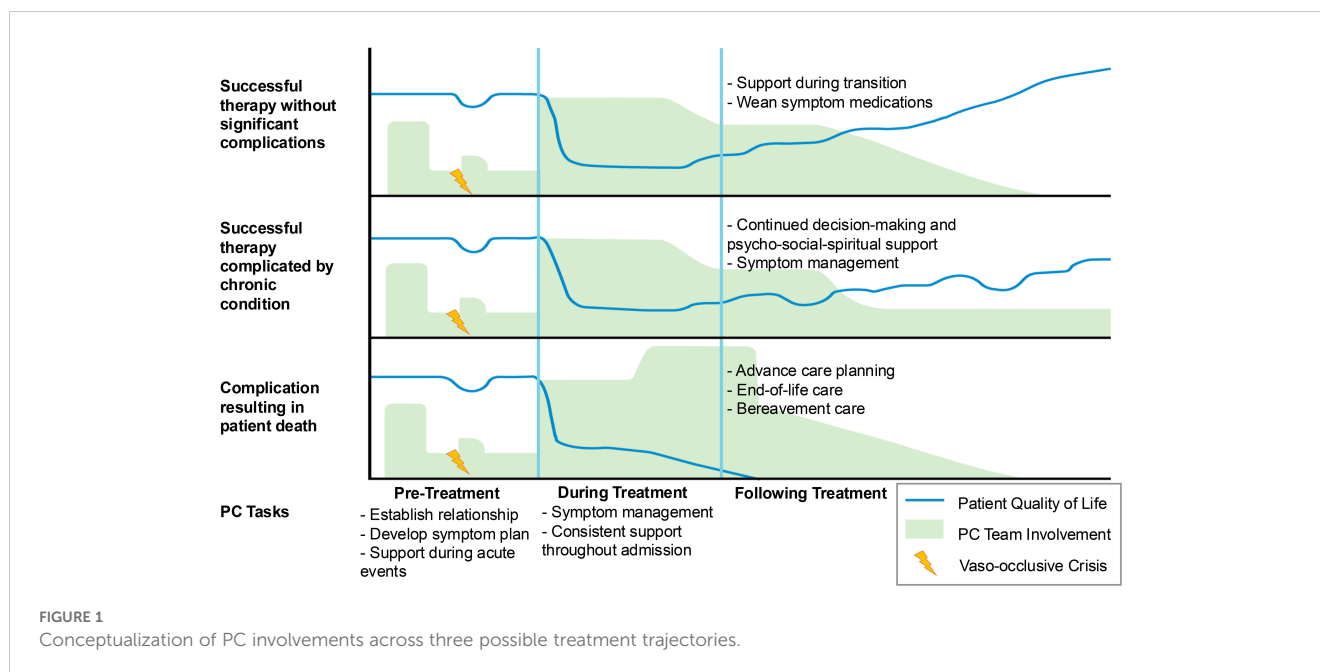 Successful
therapy without
significant
complications
- Support during transition
- Wean symptom medications
Successful
therapy
complicated by
chronic
condition
- Continued decision-making and
psycho-social-spiritual support
- Symptom management
Complication
resulting in
patient death
- Advance care planning
- End-of-life care
- Bereavement care
PC Tasks
Pre-Treatment
- Establish relationship
- Develop symptom plan
- Support during acute
events
During Treatment
- Symptom management
- Consistent support
throughout admission
Following Treatment
Patient Quality of Life
PC Team Involvement
Vaso-occlusive Crisis
FIGURE 1
Conceptualization of PC involvements across three possible treatment trajectories.